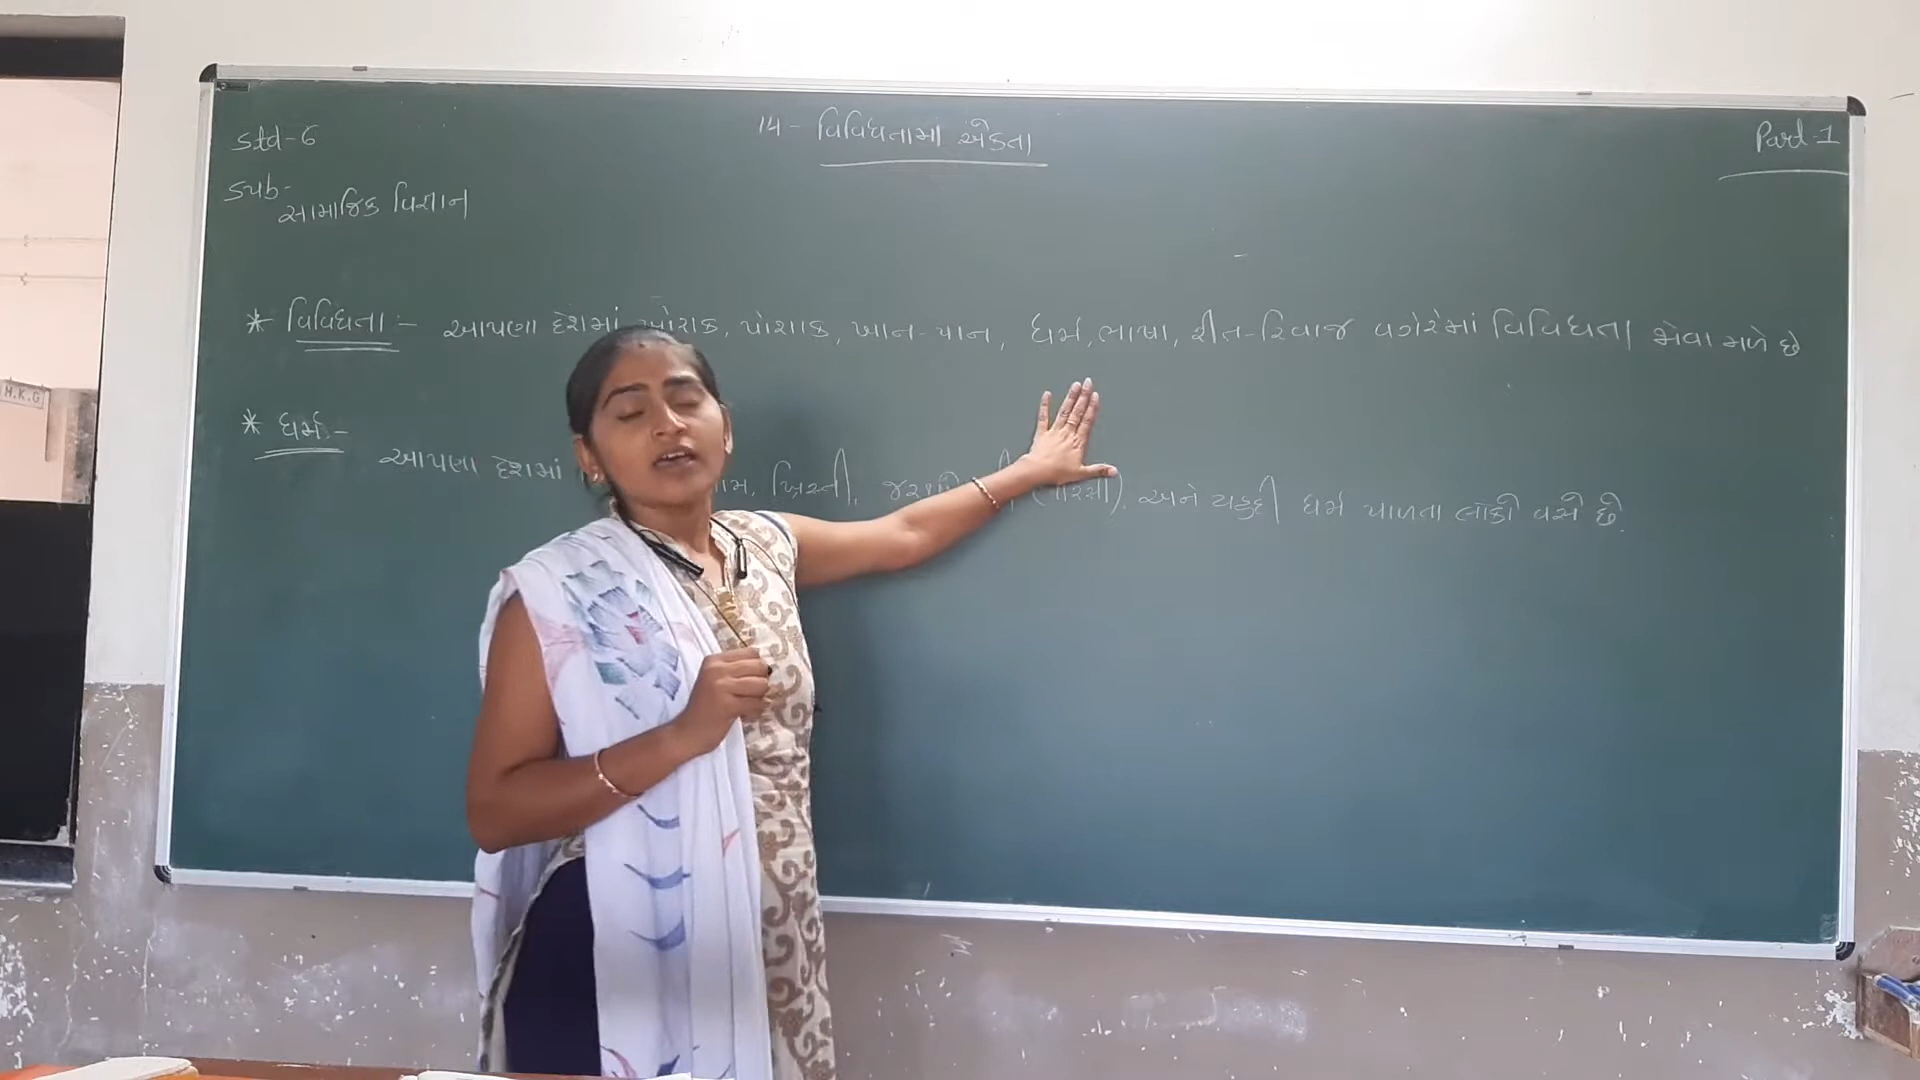 Std-6
14 - વિવિધતામાં એકતા
Part-1
Sub-
સામાજિક વિજ્ઞાન
* વિવિધતા :- આપણા દેશમાં ખોરાક, પોશાક, ખાન-પાન, ધર્મ, ભાષા, રીત-રિવાજ વગેરેમાં વિવિધતા જોવા મળે છે
* ધર્મ:-
આપણા દેશમાં ખ્રિસ્તી, (પારસી). અને યહુદી ધર્મ પાળતા લોકો વસે છે.
H.K.G